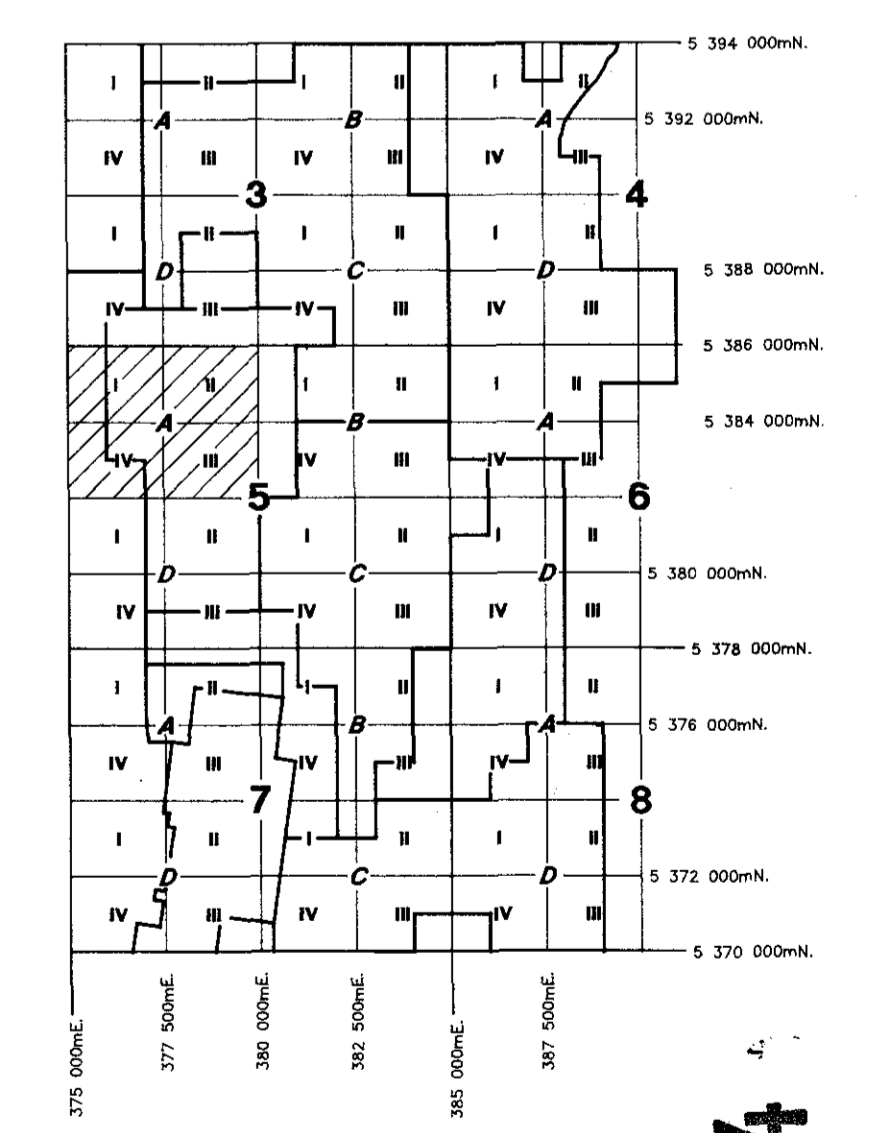 5 394 000mN.
I II I II I II
A B A 5 392 000mN.
IV III IV III IV III
3 4
I II I II I II
D C D 5 388 000mN.
IV III IV III IV III
5 386 000mN.
I II I II I II
A B A 5 384 000mN.
IV III IV III IV III
5 6
I II I II I II
D C D 5 380 000mN.
IV III IV III IV III
5 378 000mN.
I II I II I II
A B A 5 376 000mN.
IV III IV III IV III
7 8
I II I II I II
D C D 5 372 000mN.
IV III IV III IV III
5 370 000mN.
375 000mE.
377 500mE.
380 000mE.
382 500mE.
385 000mE.
387 500mE.